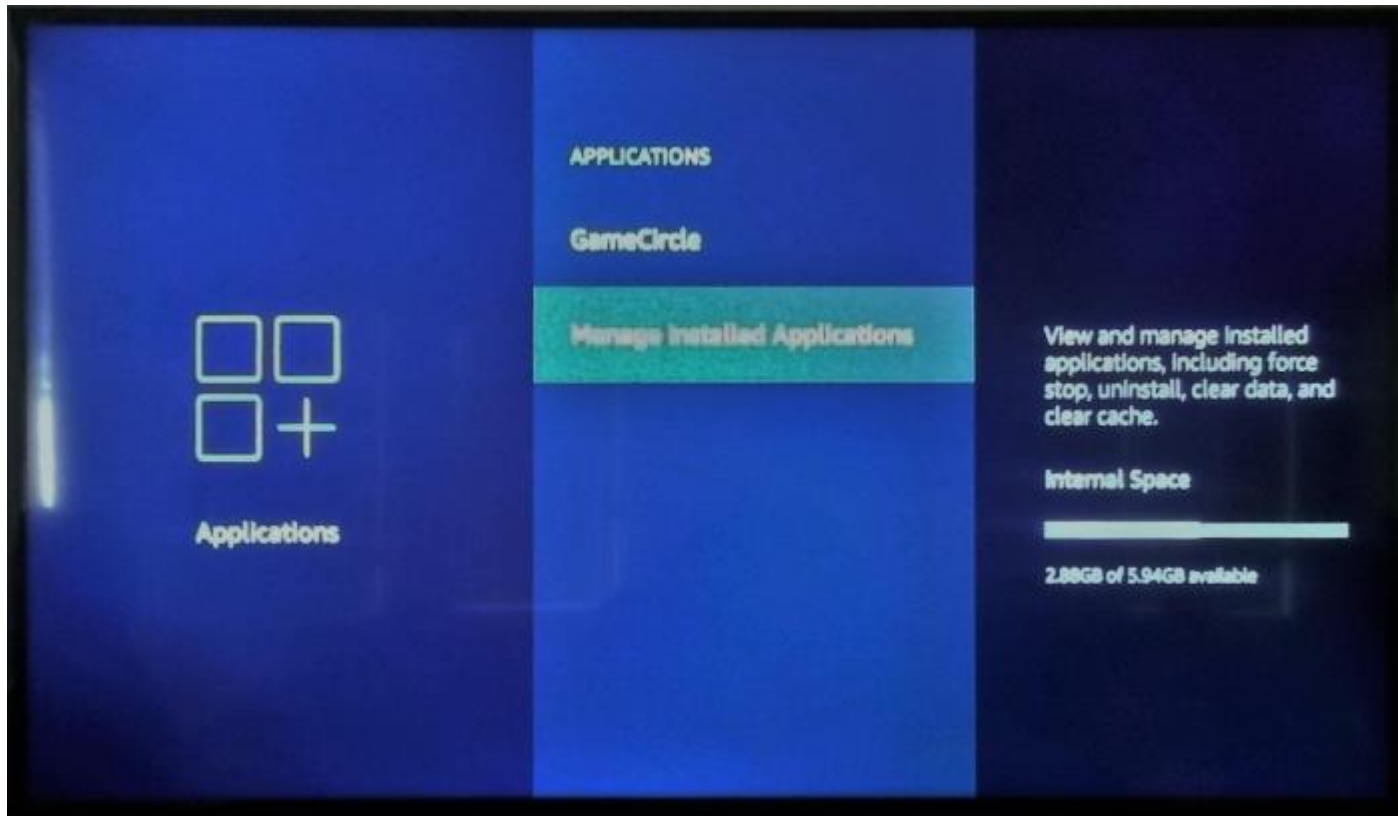 Applications
APPLICATIONS
GameCircle
Manage Installed Applications
View and manage installed
applications, including force
stop, uninstall, clear data, and
clear cache.
Internal Space
2.88GB of 5.94GB available